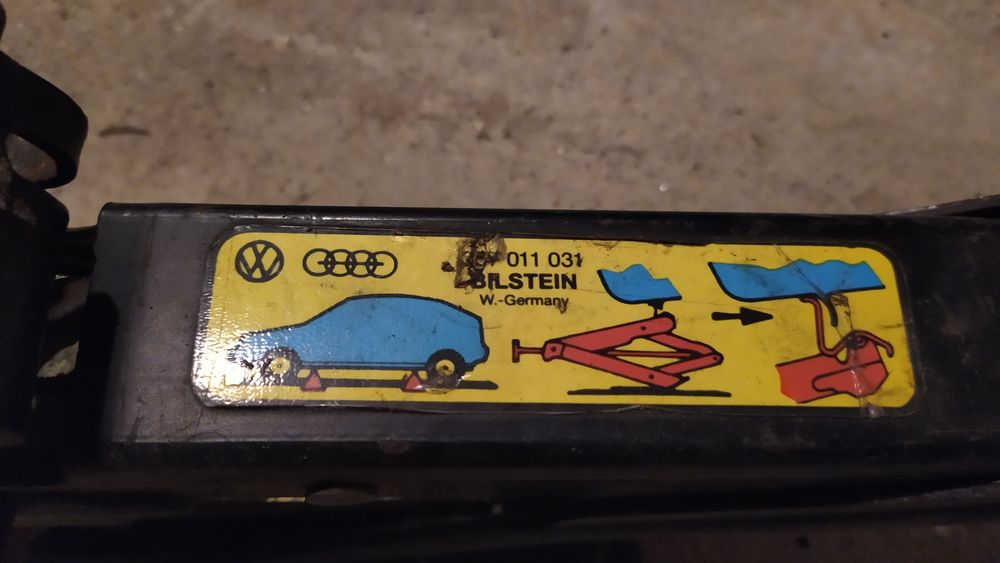 011 031
BILSTEIN
W.-Germany